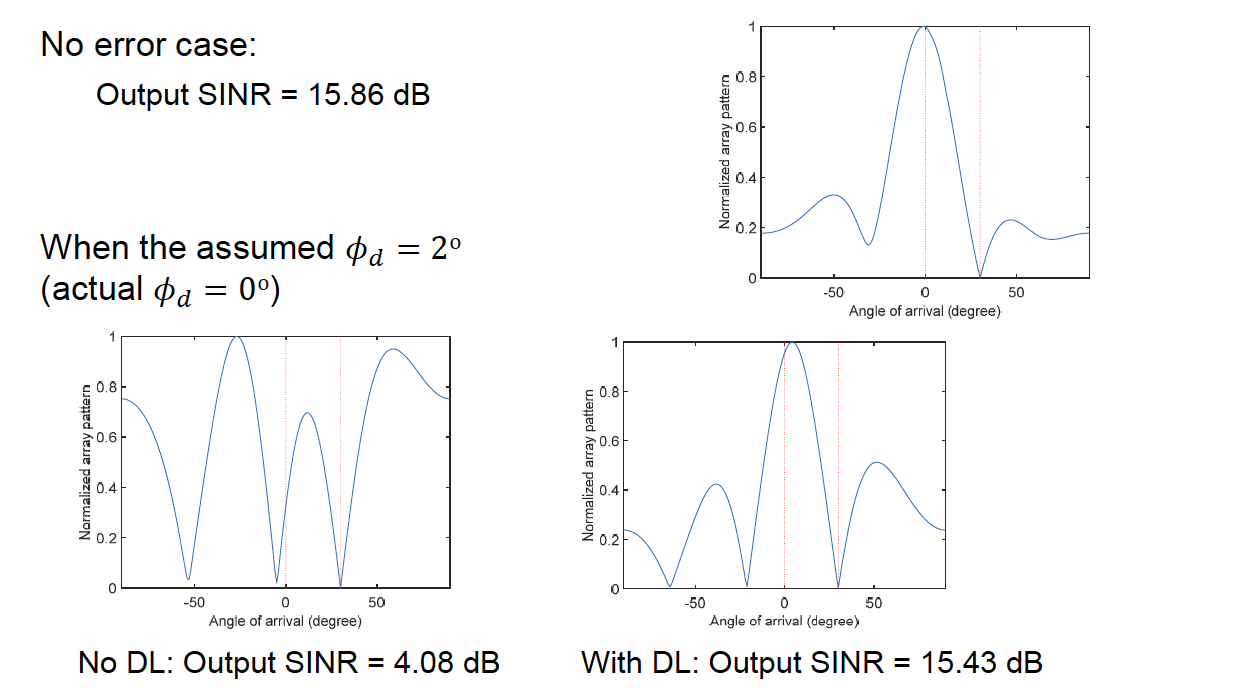 No error case:
Output SINR = 15.86 dB
1
0.8
0.6
0.4
0.2
0
-50 0 50
Normalized array pattern
Angle of arrival (degree)
When the assumed ϕ_d = 2°
(actual ϕ_d = 0°)
1
0.8
0.6
0.4
0.2
0
-50 0 50
Normalized array pattern
Angle of arrival (degree)
No DL: Output SINR = 4.08 dB
1
0.8
0.6
0.4
0.2
0
-50 0 50
Normalized array pattern
Angle of arrival (degree)
With DL: Output SINR = 15.43 dB